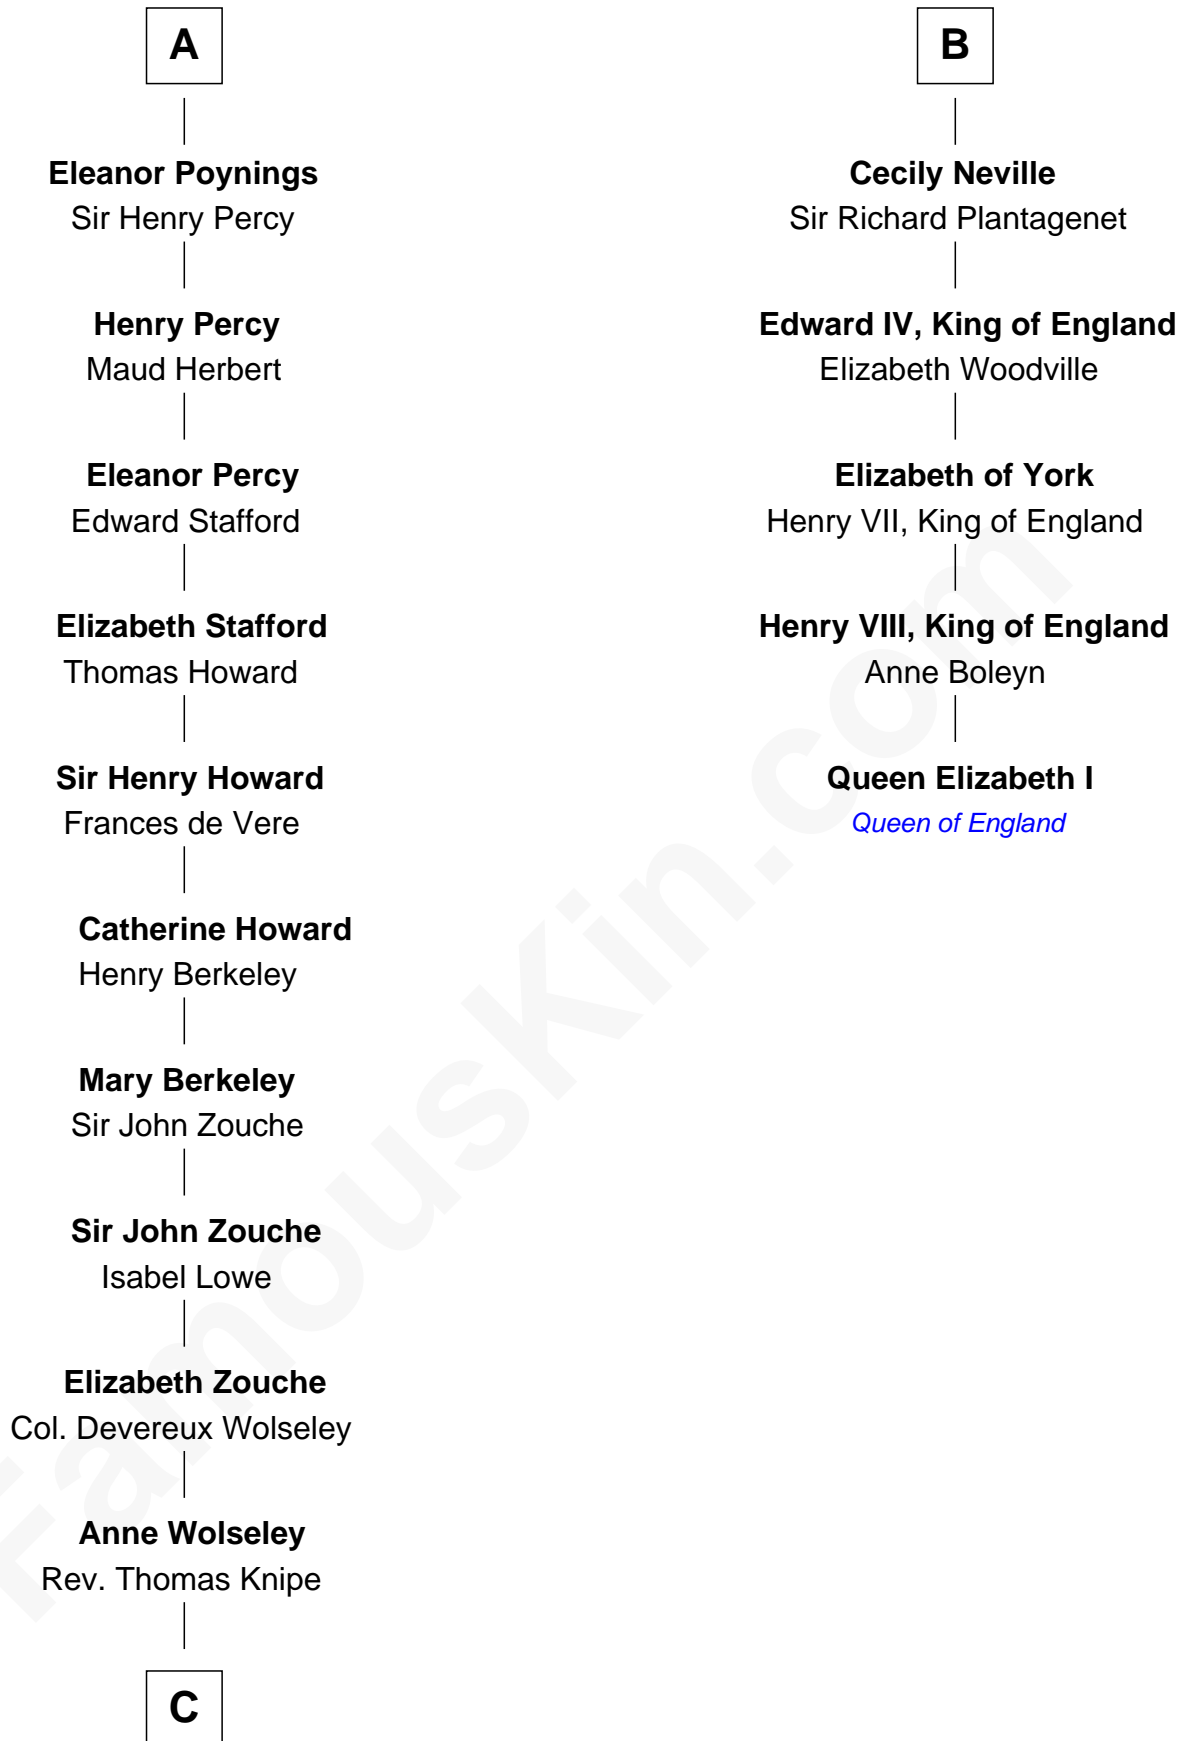 A
Eleanor Poynings
Sir Henry Percy
Henry Percy
Maud Herbert
Eleanor Percy
Edward Stafford
Elizabeth Stafford
Thomas Howard
Sir Henry Howard
Frances de Vere
Catherine Howard
Henry Berkeley
Mary Berkeley
Sir John Zouche
Sir John Zouche
Isabel Lowe
Elizabeth Zouche
Col. Devereux Wolseley
Anne Wolseley
Rev. Thomas Knipe
C
B
Cecily Neville
Sir Richard Plantagenet
Edward IV, King of England
Elizabeth Woodville
Elizabeth of York
Henry VII, King of England
Henry VIII, King of England
Anne Boleyn
Queen Elizabeth I
Queen of England
FamousKin.com